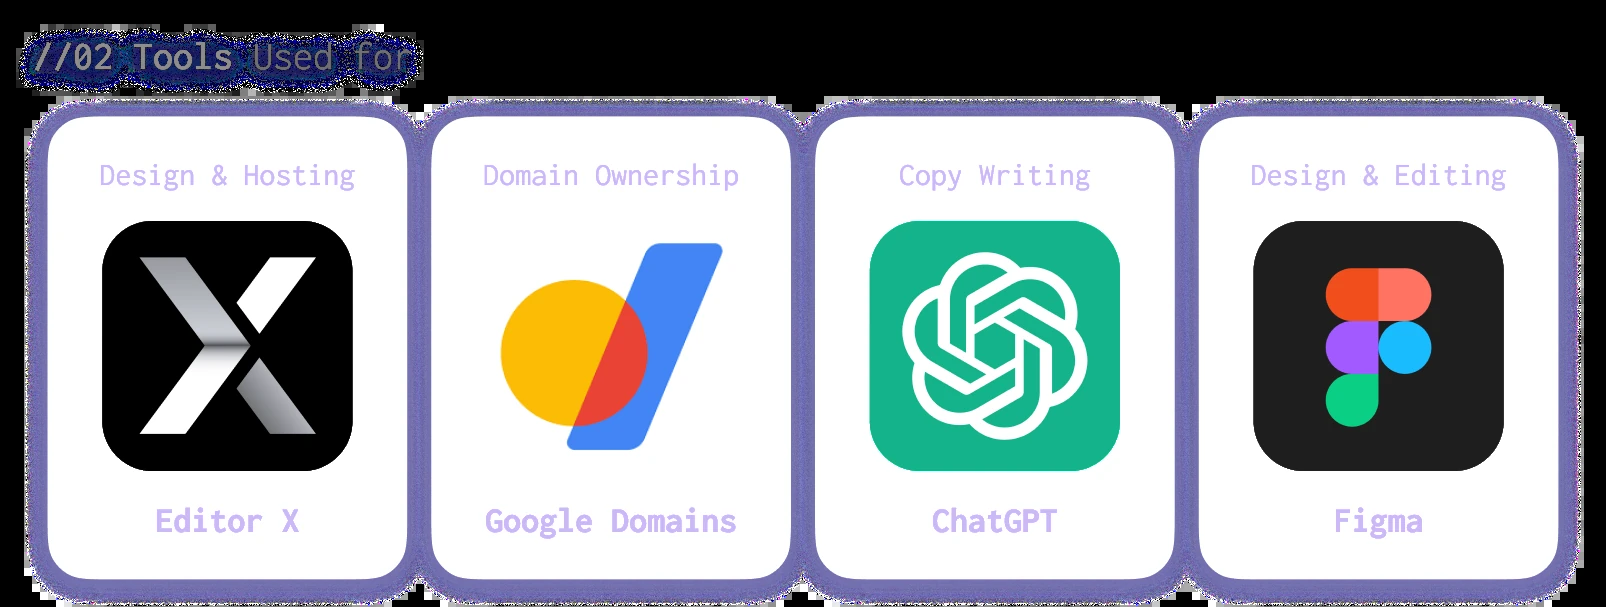 //02 Tools Used for
Design & Hosting
Editor X
Domain Ownership
Google Domains
Copy Writing
ChatGPT
Design & Editing
Figma